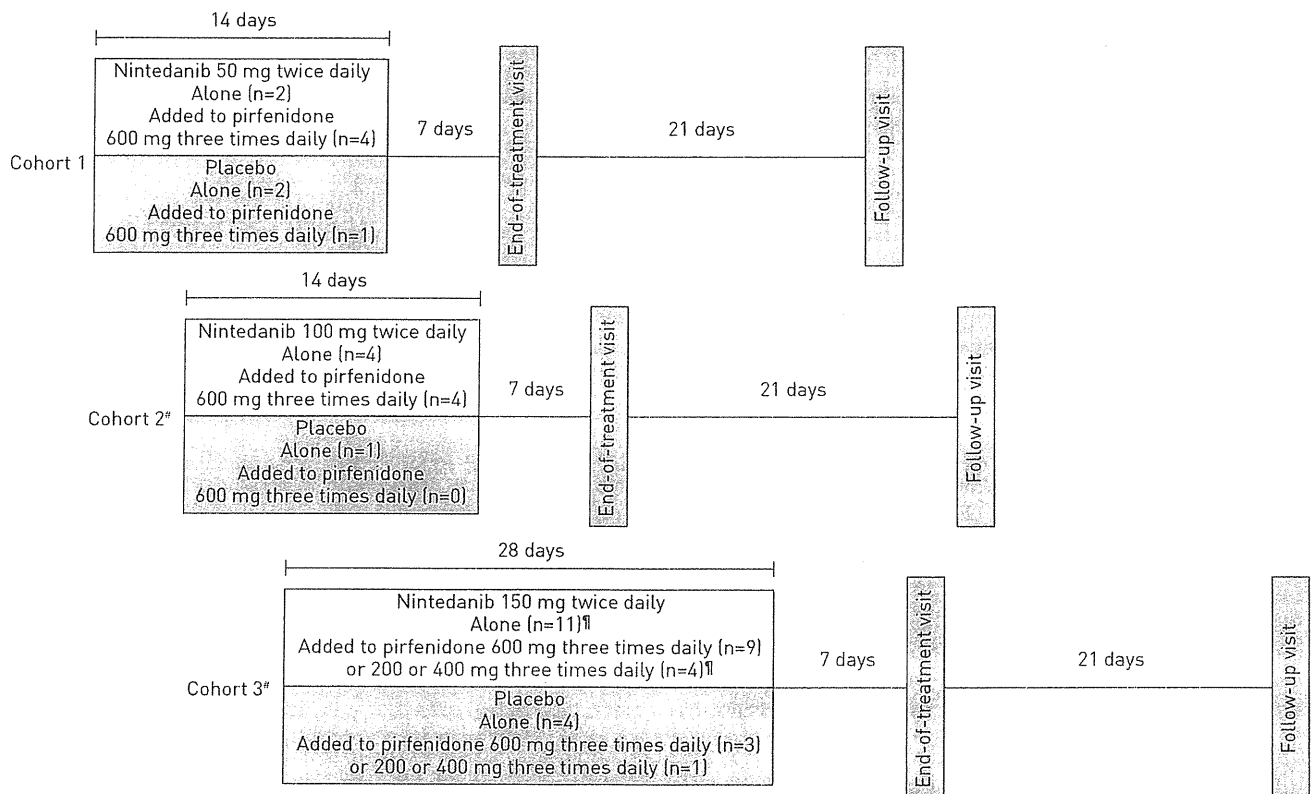 14 days
Nintedanib 50 mg twice daily
Alone (n=2)
Added to pirfenidone
600 mg three times daily (n=4)
Cohort 1
Placebo
Alone (n=2)
Added to pirfenidone
600 mg three times daily (n=1)
7 days
End-of-treatment visit
21 days
Follow-up visit
14 days
Nintedanib 100 mg twice daily
Alone (n=4)
Added to pirfenidone
600 mg three times daily (n=4)
Cohort 2#
Placebo
Alone (n=1)
Added to pirfenidone
600 mg three times daily (n=0)
7 days
End-of-treatment visit
21 days
Follow-up visit
28 days
Nintedanib 150 mg twice daily
Alone (n=11)¶
Added to pirfenidone 600 mg three times daily (n=9)
or 200 or 400 mg three times daily (n=4)¶
Cohort 3#
Placebo
Alone (n=4)
Added to pirfenidone 600 mg three times daily (n=3)
or 200 or 400 mg three times daily (n=1)
7 days
End-of-treatment visit
21 days
Follow-up visit